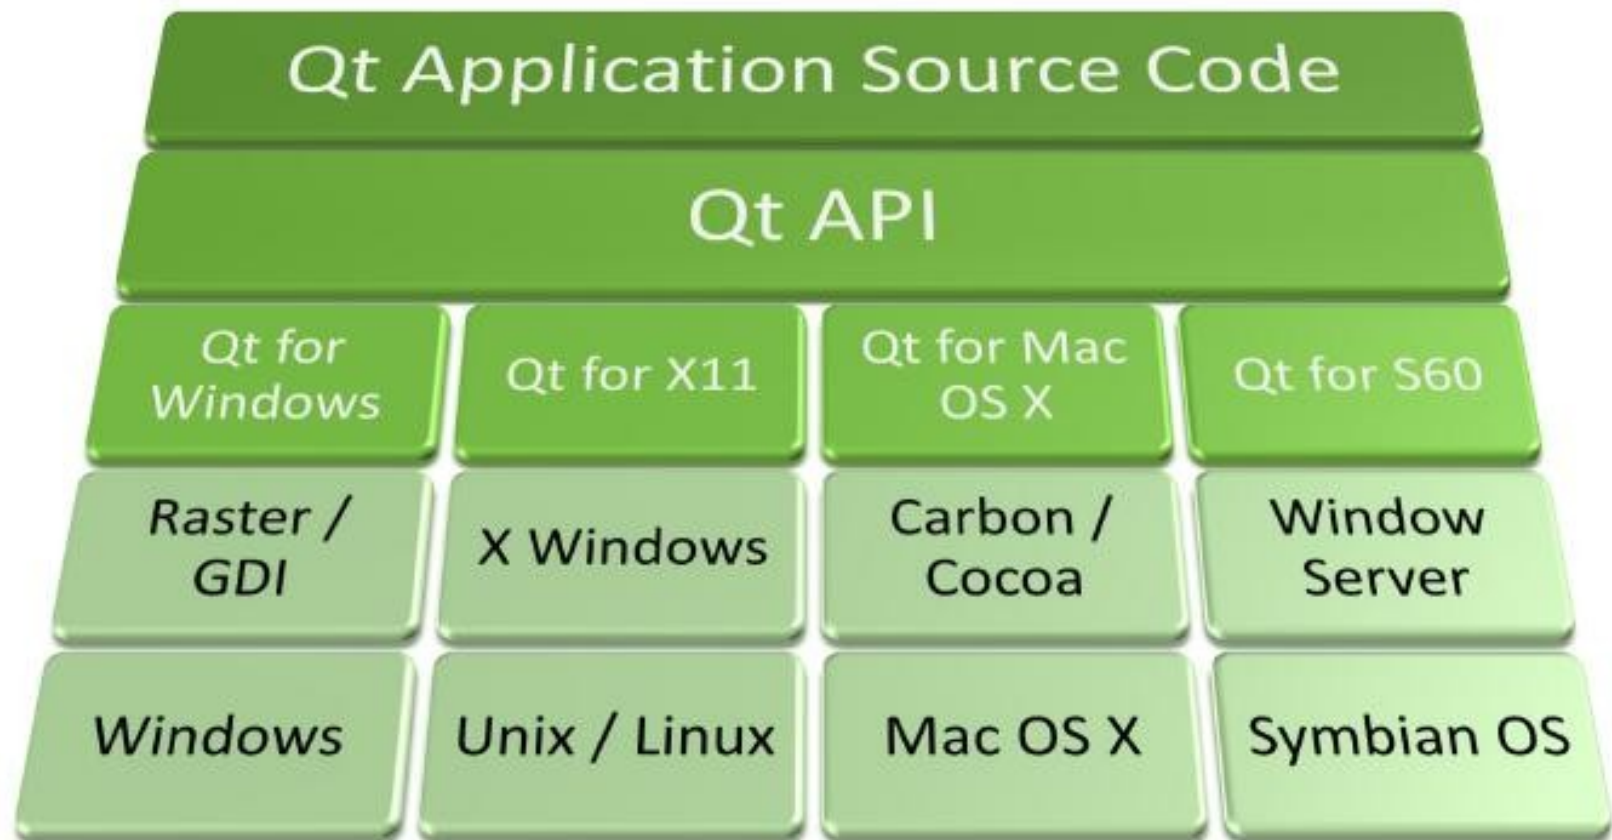 Qt Application Source Code
Qt API
Qt for
Windows
Qt for X11
Qt for Mac
OS X
Qt for S60
Raster /
GDI
X Windows
Carbon /
Cocoa
Window
Server
Windows
Unix / Linux
Mac OS X
Symbian OS